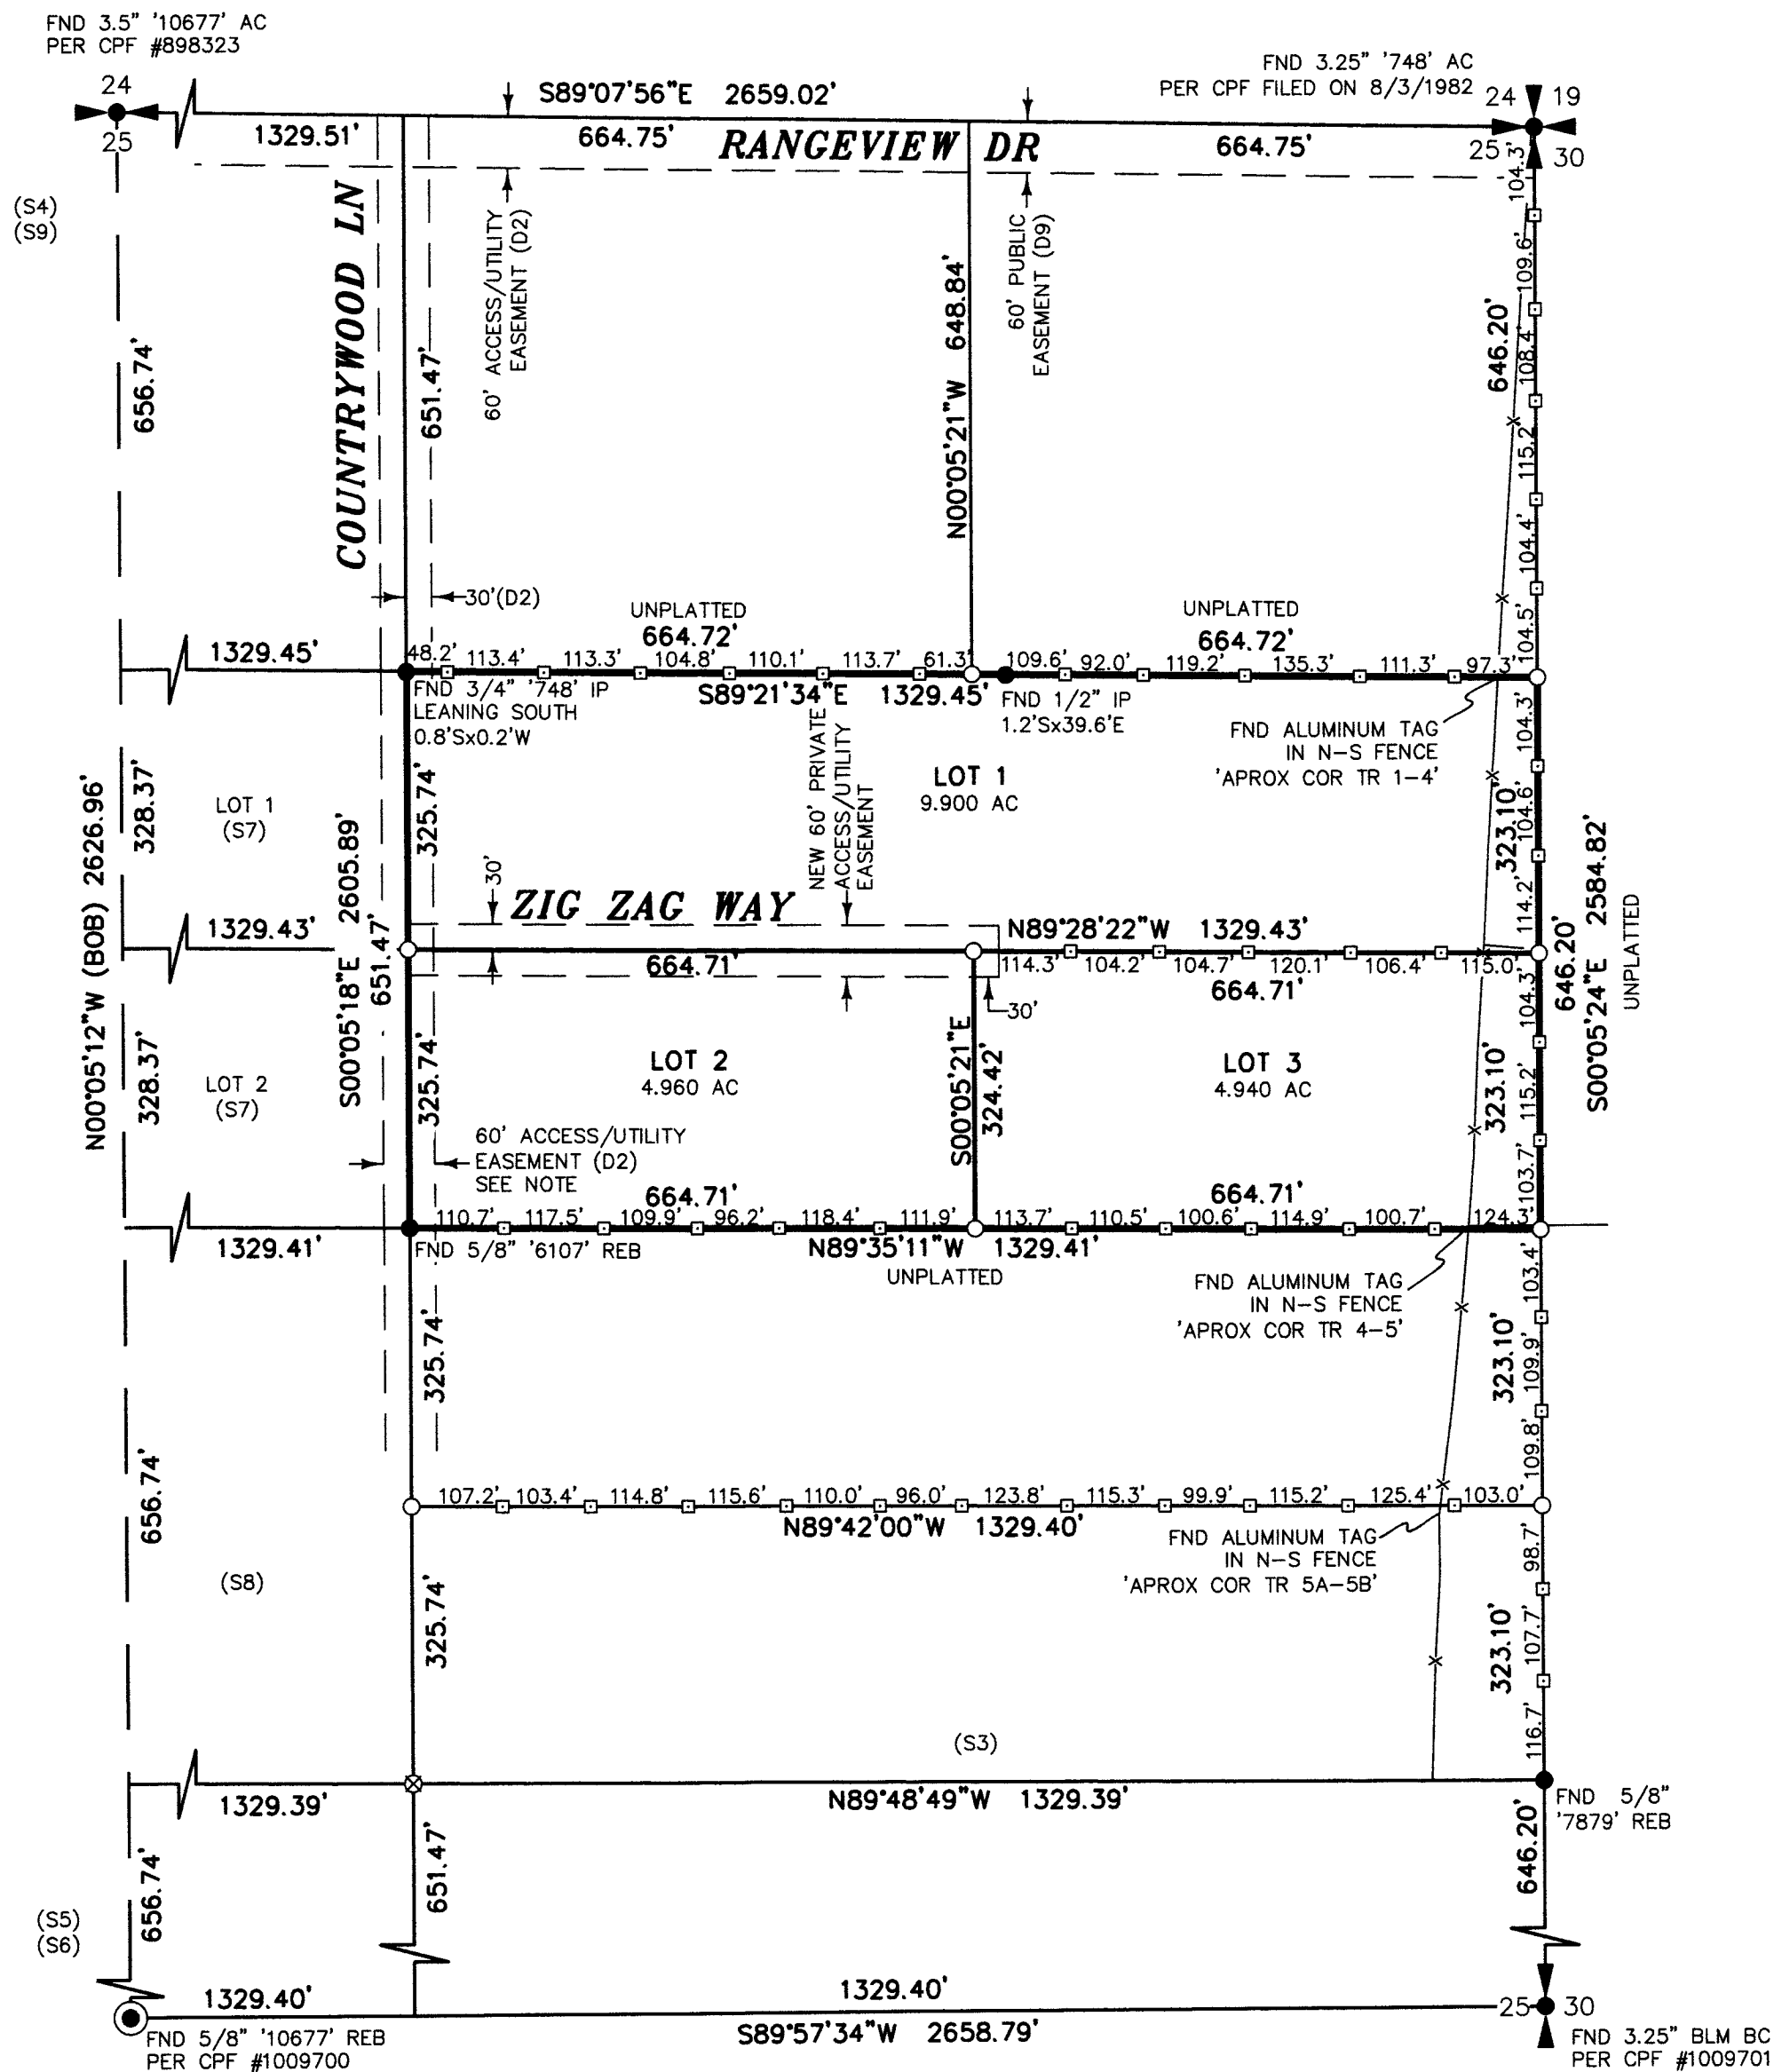 FND 3.5" '10677' AC
PER CPF #898323
24
25
S89°07'56"E 2659.02'
FND 3.25" '748' AC
PER CPF FILED ON 8/3/1982
24
19
25
30
1329.51'
664.75'
RANGEVIEW DR
664.75'
(S4)
(S9)
656.74'
COUNTRYWOOD LN
651.47'
60' ACCESS/UTILITY
EASEMENT (D2)
N00°05'21"W 648.84'
60' PUBLIC
EASEMENT (D9)
646.20'
104.3'
109.6'
108.4'
115.2'
104.4'
104.5'
30'(D2)
UNPLATTED
664.72'
UNPLATTED
664.72'
1329.45'
48.2'
113.4'
113.3'
104.8'
110.1'
113.7'
61.3'
109.6'
92.0'
119.2'
135.3'
111.3'
97.3'
FND 3/4" '748' IP
LEANING SOUTH
0.8'Sx0.2'W
S89°21'34"E 1329.45'
FND 1/2" IP
1.2'Sx39.6'E
FND ALUMINUM TAG
IN N-S FENCE
'APROX COR TR 1-4'
N00°05'12"W (BOB) 2626.96'
328.37'
LOT 1
(S7)
S00°05'18"E 2605.89'
651.47'
325.74'
NEW 60' PRIVATE
ACCESS/UTILITY
EASEMENT
LOT 1
9.900 AC
323.10'
104.3'
104.6'
114.2'
646.20'
S00°05'24"E 2584.82'
UNPLATTED
30'
ZIG ZAG WAY
1329.43'
664.71'
N89°28'22"W 1329.43'
114.3'
104.2'
104.7'
120.1'
106.4'
115.0'
664.71'
30'
328.37'
LOT 2
(S7)
325.74'
LOT 2
4.960 AC
S00°05'21"E
324.42'
LOT 3
4.940 AC
323.10'
104.3'
115.2'
103.7'
60' ACCESS/UTILITY
EASEMENT (D2)
SEE NOTE
664.71'
664.71'
110.7'
117.5'
109.9'
96.2'
118.4'
111.9'
113.7'
110.5'
100.6'
114.9'
100.7'
124.3'
1329.41'
FND 5/8" '6107' REB
N89°35'11"W 1329.41'
UNPLATTED
FND ALUMINUM TAG
IN N-S FENCE
'APROX COR TR 4-5'
325.74'
323.10'
103.4'
109.9'
109.8'
656.74'
107.2'
103.4'
114.8'
115.6'
110.0'
96.0'
123.8'
115.3'
99.9'
115.2'
125.4'
103.0'
N89°42'00"W 1329.40'
FND ALUMINUM TAG
IN N-S FENCE
'APROX COR TR 5A-5B'
(S8)
325.74'
323.10'
98.7'
107.7'
116.7'
(S3)
1329.39'
N89°48'49"W 1329.39'
FND 5/8"
'7879' REB
656.74'
651.47'
646.20'
(S5)
(S6)
1329.40'
1329.40'
25
30
FND 5/8" '10677' REB
PER CPF #1009700
S89°57'34"W 2658.79'
FND 3.25" BLM BC
PER CPF #1009701